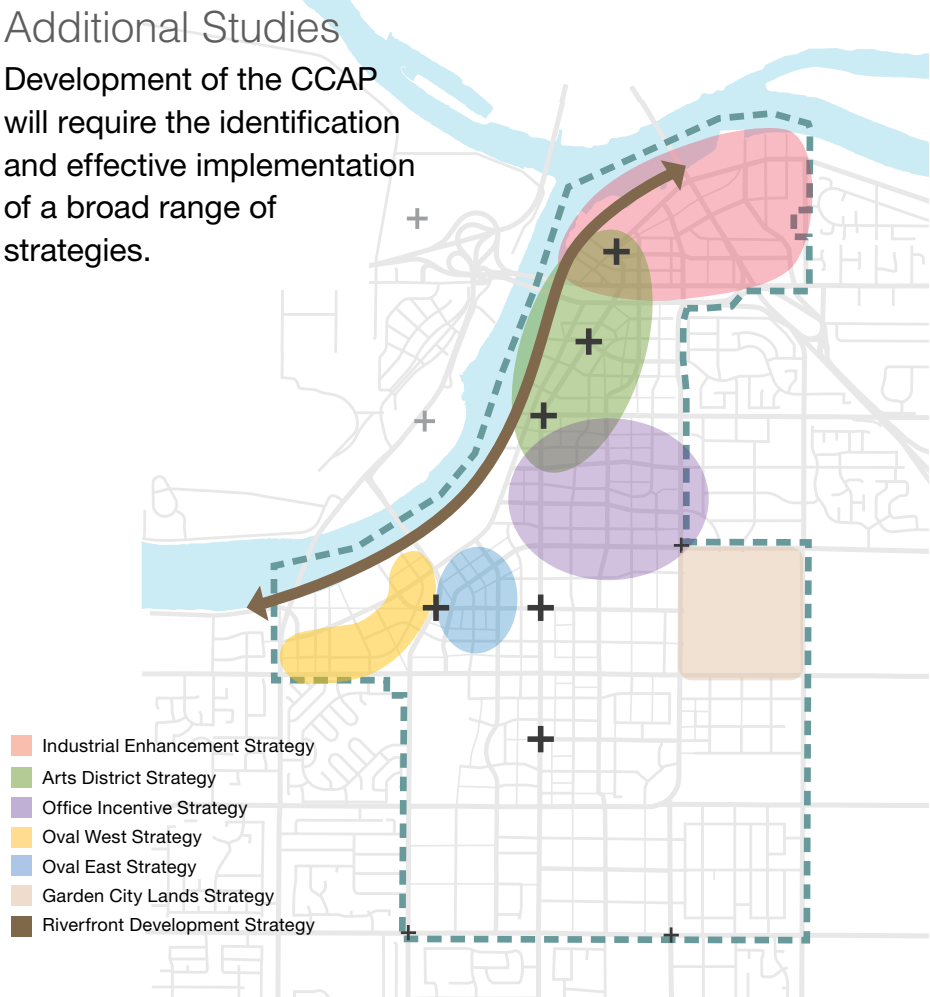 Additional Studies
Development of the CCAP
will require the identification
and effective implementation
of a broad range of
strategies.
Industrial Enhancement Strategy
Arts District Strategy
Office Incentive Strategy
Oval West Strategy
Oval East Strategy
Garden City Lands Strategy
Riverfront Development Strategy